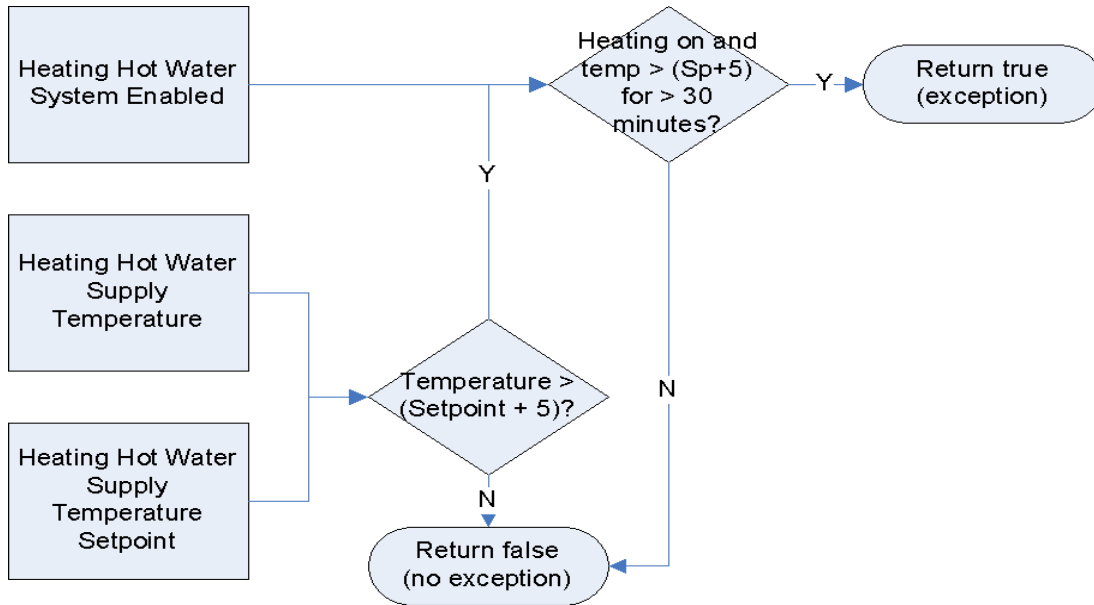 Heating Hot Water
System Enabled
Heating on and
temp > (Sp+5)
for > 30
minutes?
Y
Return true
(exception)
Y
Heating Hot Water
Supply
Temperature
Temperature >
(Setpoint + 5)?
N
Heating Hot Water
Supply
Temperature
Setpoint
N
Return false
(no exception)